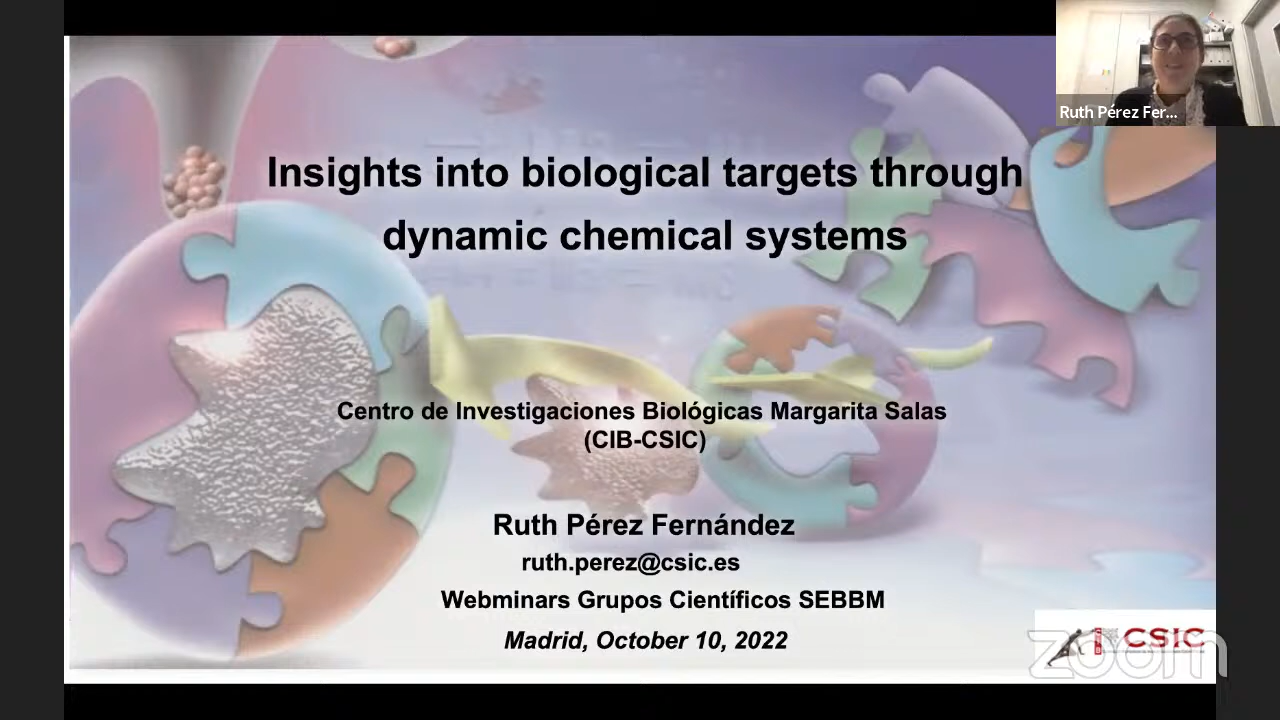 Ruth Pérez Fer...
Insights into biological targets through
dynamic chemical systems
Centro de Investigaciones Biológicas Margarita Salas
(CIB-CSIC)
Ruth Pérez Fernández
ruth.perez@csic.es
Webminars Grupos Científicos SEBBM
Madrid, October 10, 2022
CSIC
zoom